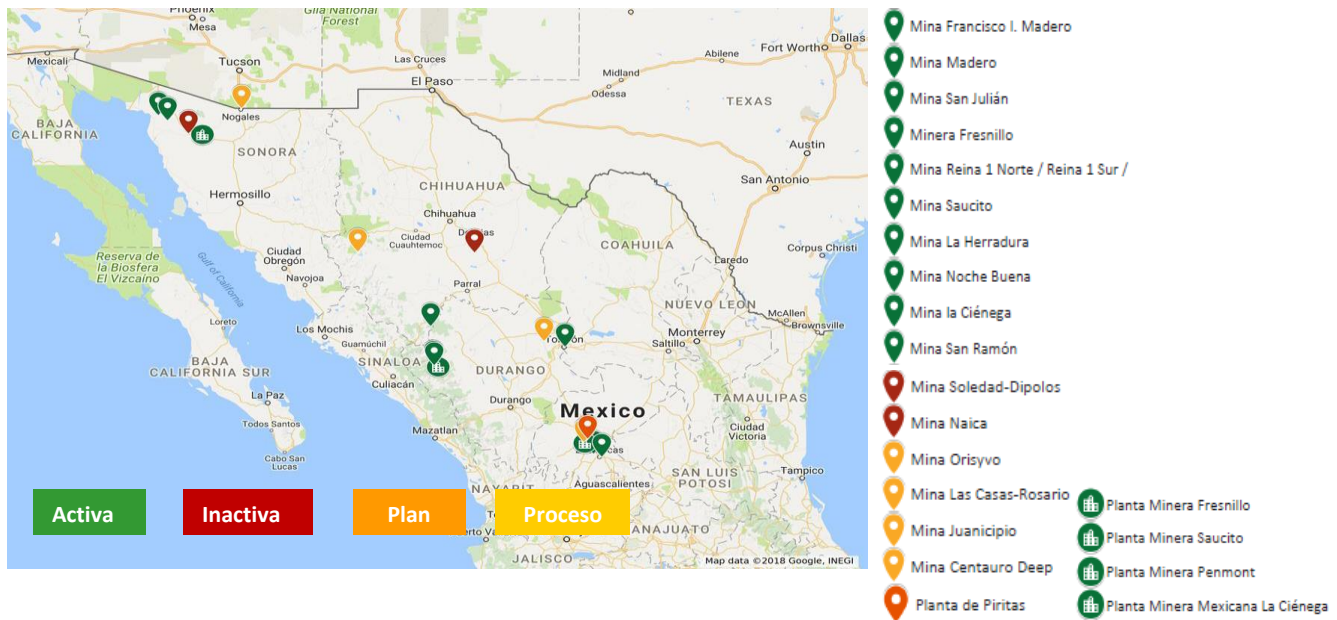 Phoenix
Mesa
Gila National
Forest
Dallas
Fort Worth
Abilene
Mexicali
Tucson
Las Cruces
El Paso
Midland
Odessa
TEXAS
BAJA
CALIFORNIA
Nogales
SONORA
Austin
San Antonio
Hermosillo
CHIHUAHUA
Chihuahua
Ciudad
Cuauhtemoc
COAHUILA
Corpus Christi
Reserva de
la Biosfera
El Vizcaíno
Gulf of California
Ciudad
Obregón
Navojoa
Laredo
Parral
NUEVO LEON
McAllen
Brownsville
Loreto
Los Mochis
Guamúchil
Monterrey
Saltillo
BAJA
CALIFORNIA SUR
SINALOA
Culiacán
DURANGO
La Paz
Durango
Mexico
TAMAULIPAS
Todos Santos
Mazatlan
Ciudad
Victoria
Cabo San
Lucas
SAN LUIS
POTOSI
Tampico
NAYARIT
Aguascalientes
JALISCO
Map data ©2018 Google, INEGI
Activa
Inactiva
Plan
Proceso
Mina Francisco I. Madero
Mina Madero
Mina San Julián
Minera Fresnillo
Mina Reina 1 Norte / Reina 1 Sur /
Mina Saucito
Mina La Herradura
Mina Noche Buena
Mina la Ciénega
Mina San Ramón
Mina Soledad-Dipolos
Mina Naica
Mina Orisyvo
Mina Las Casas-Rosario
Mina Juanicipio
Mina Centauro Deep
Planta de Piritas
Planta Minera Fresnillo
Planta Minera Saucito
Planta Minera Penmont
Planta Minera Mexicana La Ciénega